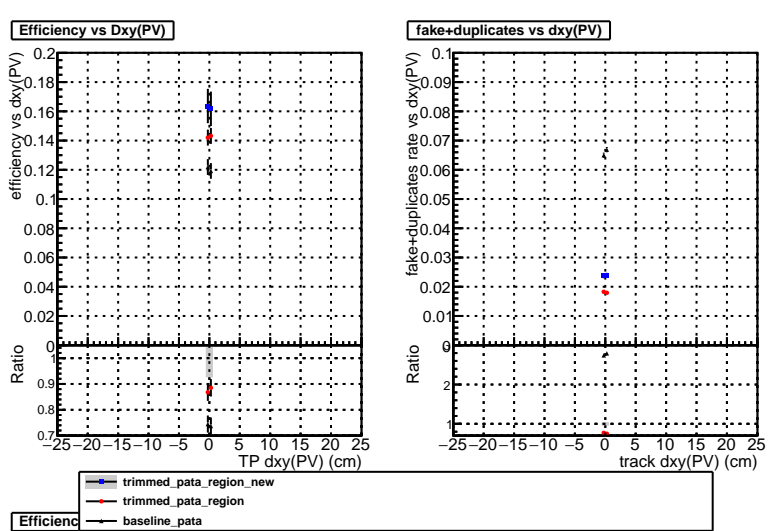 Efficiency vs Dxy(PV)
efficiency vs dxy(PV)
0.2
0.18
0.16
0.14
0.12
0.1
0.08
0.06
0.04
0.02
0
Ratio
1
0.9
0.8
0.7
−25 −20 −15 −10 −5 0 5 10 15 20 25
TP dxy(PV) (cm)
fake+duplicates vs dxy(PV)
fake+duplicates rate vs dxy(PV)
0.1
0.09
0.08
0.07
0.06
0.05
0.04
0.03
0.02
0.01
0
Ratio
2
1
−25 −20 −15 −10 −5 0 5 10 15 20 25
track dxy(PV) (cm)
trimmed_pata_region_new
trimmed_pata_region
baseline_pata
Efficienc